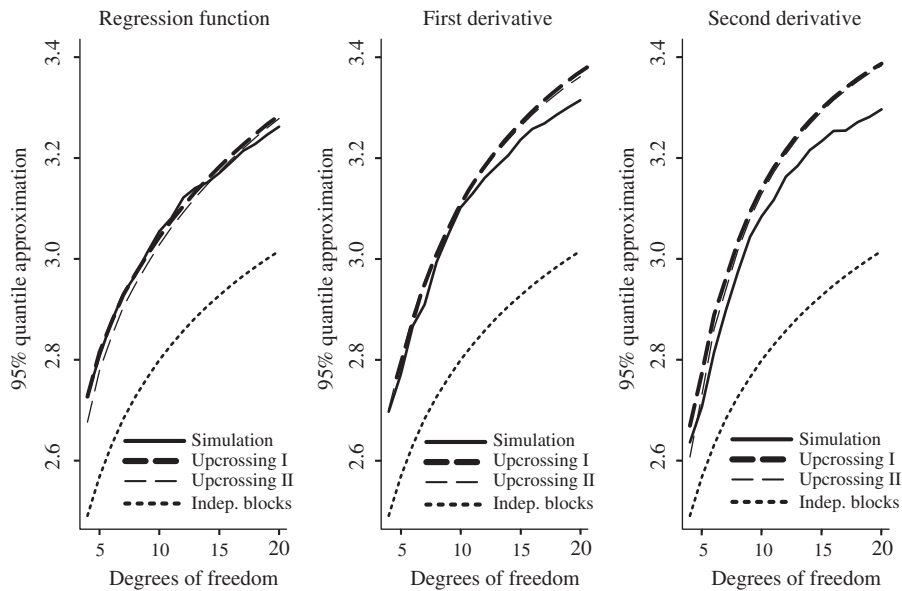 Regression function
95% quantile approximation
3.4
3.2
3.0
2.8
2.6
Simulation
Upcrossing I
Upcrossing II
Indep. blocks
5 10 15 20
Degrees of freedom
First derivative
95% quantile approximation
3.4
3.2
3.0
2.8
2.6
Simulation
Upcrossing I
Upcrossing II
Indep. blocks
5 10 15 20
Degrees of freedom
Second derivative
95% quantile approximation
3.4
3.2
3.0
2.8
2.6
Simulation
Upcrossing I
Upcrossing II
Indep. blocks
5 10 15 20
Degrees of freedom